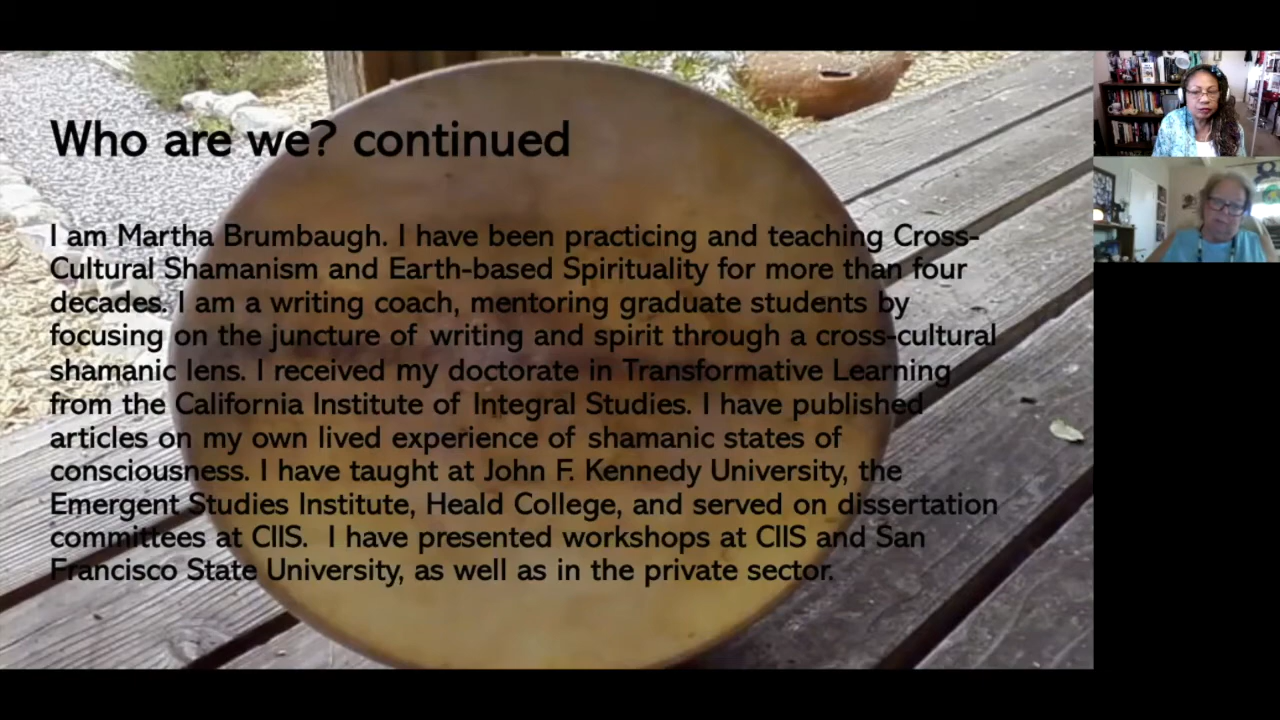 Who are we? continued
I am Martha Brumbaugh. I have been practicing and teaching Cross-
Cultural Shamanism and Earth-based Spirituality for more than four
decades. I am a writing coach, mentoring graduate students by
focusing on the juncture of writing and spirit through a cross-cultural
shamanic lens. I received my doctorate in Transformative Learning
from the California Institute of Integral Studies. I have published
articles on my own lived experience of shamanic states of
consciousness. I have taught at John F. Kennedy University, the
Emergent Studies Institute, Heald College, and served on dissertation
committees at CIIS. I have presented workshops at CIIS and San
Francisco State University, as well as in the private sector.